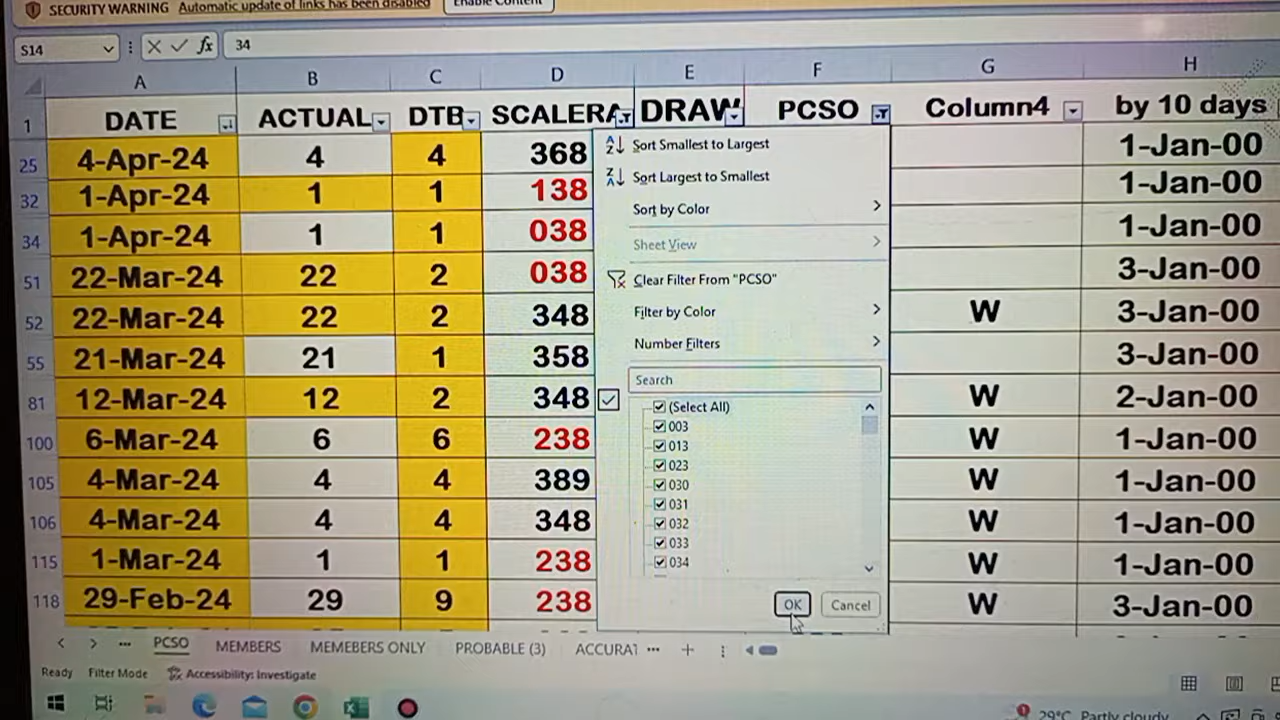 SECURITY WARNING Automatic update of links has been disabled Enable Content
S14 fx 34
A B C D E F G H
1 DATE ACTUAL DTB SCALERA DRAW PCSO Column4 by 10 days
25 4-Apr-24 4 4 368 1-Jan-00
32 1-Apr-24 1 1 138 1-Jan-00
34 1-Apr-24 1 1 038 1-Jan-00
51 22-Mar-24 22 2 038 3-Jan-00
52 22-Mar-24 22 2 348 W 3-Jan-00
55 21-Mar-24 21 1 358 3-Jan-00
81 12-Mar-24 12 2 348 W 2-Jan-00
100 6-Mar-24 6 6 238 W 1-Jan-00
105 4-Mar-24 4 4 389 W 1-Jan-00
106 4-Mar-24 4 4 348 W 1-Jan-00
115 1-Mar-24 1 1 238 W 1-Jan-00
118 29-Feb-24 29 9 238 W 3-Jan-00
Sort Smallest to Largest
Sort Largest to Smallest
Sort by Color
Sheet View
Clear Filter From "PCSO"
Filter by Color
Number Filters
Search
(Select All)
003
013
023
030
031
032
033
034
OK Cancel
PCSO MEMBERS MEMEBERS ONLY PROBABLE (3) ACCURAT ...
Ready Filter Mode Accessibility: Investigate
29°C Partly cloudy